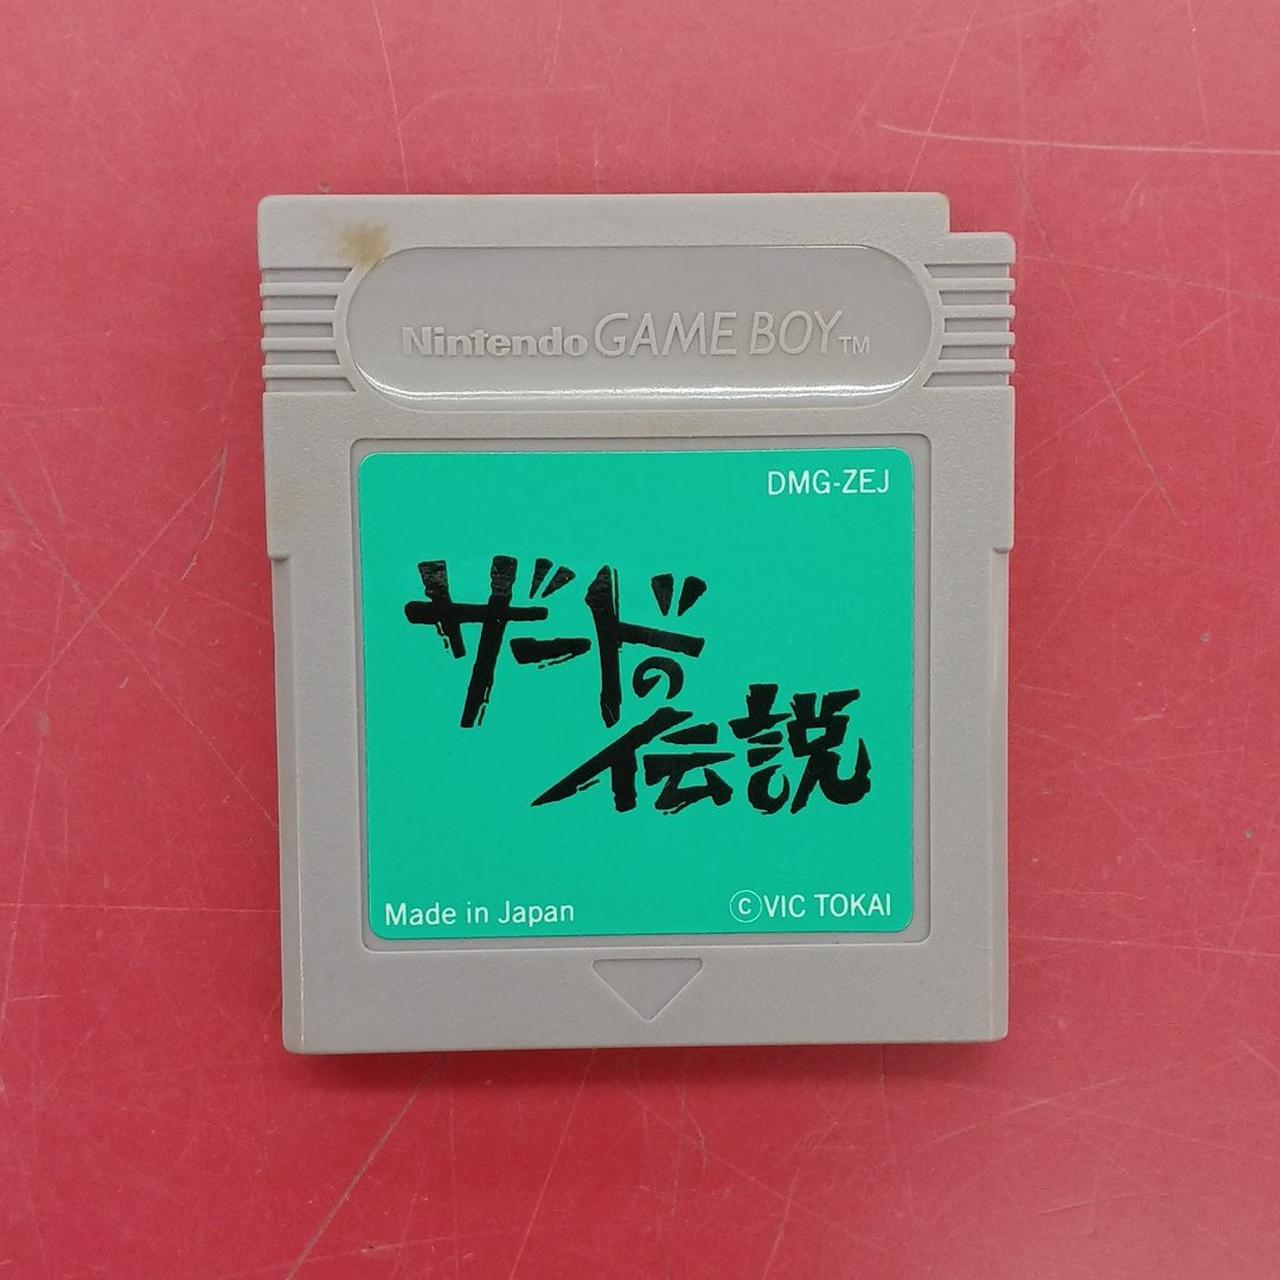 Nintendo GAME BOY™
DMG-ZEJ
ザードの
伝説
Made in Japan
©VIC TOKAI